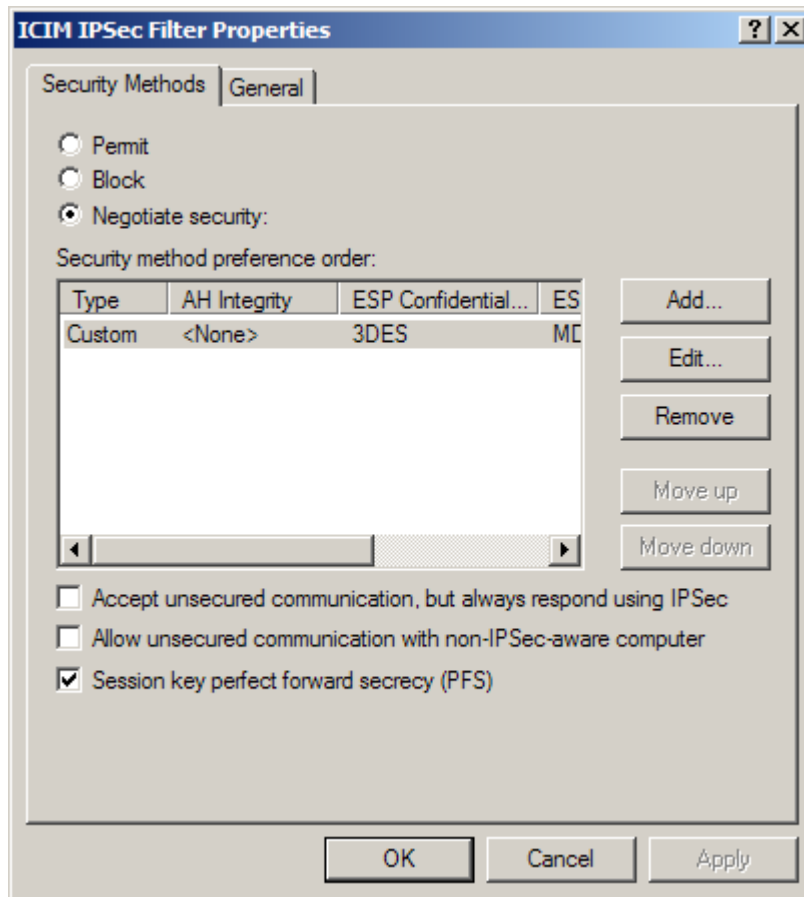 ICIM IPSec Filter Properties
Security Methods General
Permit
Block
Negotiate security:
Security method preference order:
Type AH Integrity ESP Confidential... ES
Custom <None> 3DES MD
Add...
Edit...
Remove
Move up
Move down
Accept unsecured communication, but always respond using IPSec
Allow unsecured communication with non-IPSec-aware computer
Session key perfect forward secrecy (PFS)
OK Cancel Apply